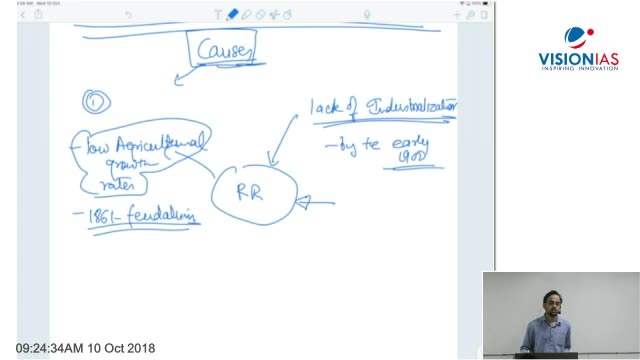 VISIONIAS
INSPIRING INNOVATION
Causes
①
lack of Industrialization
- by the early
1900
- low Agricultural
growth
rates
RR
- 1861 - feudalism
09:24:34AM 10 Oct 2018